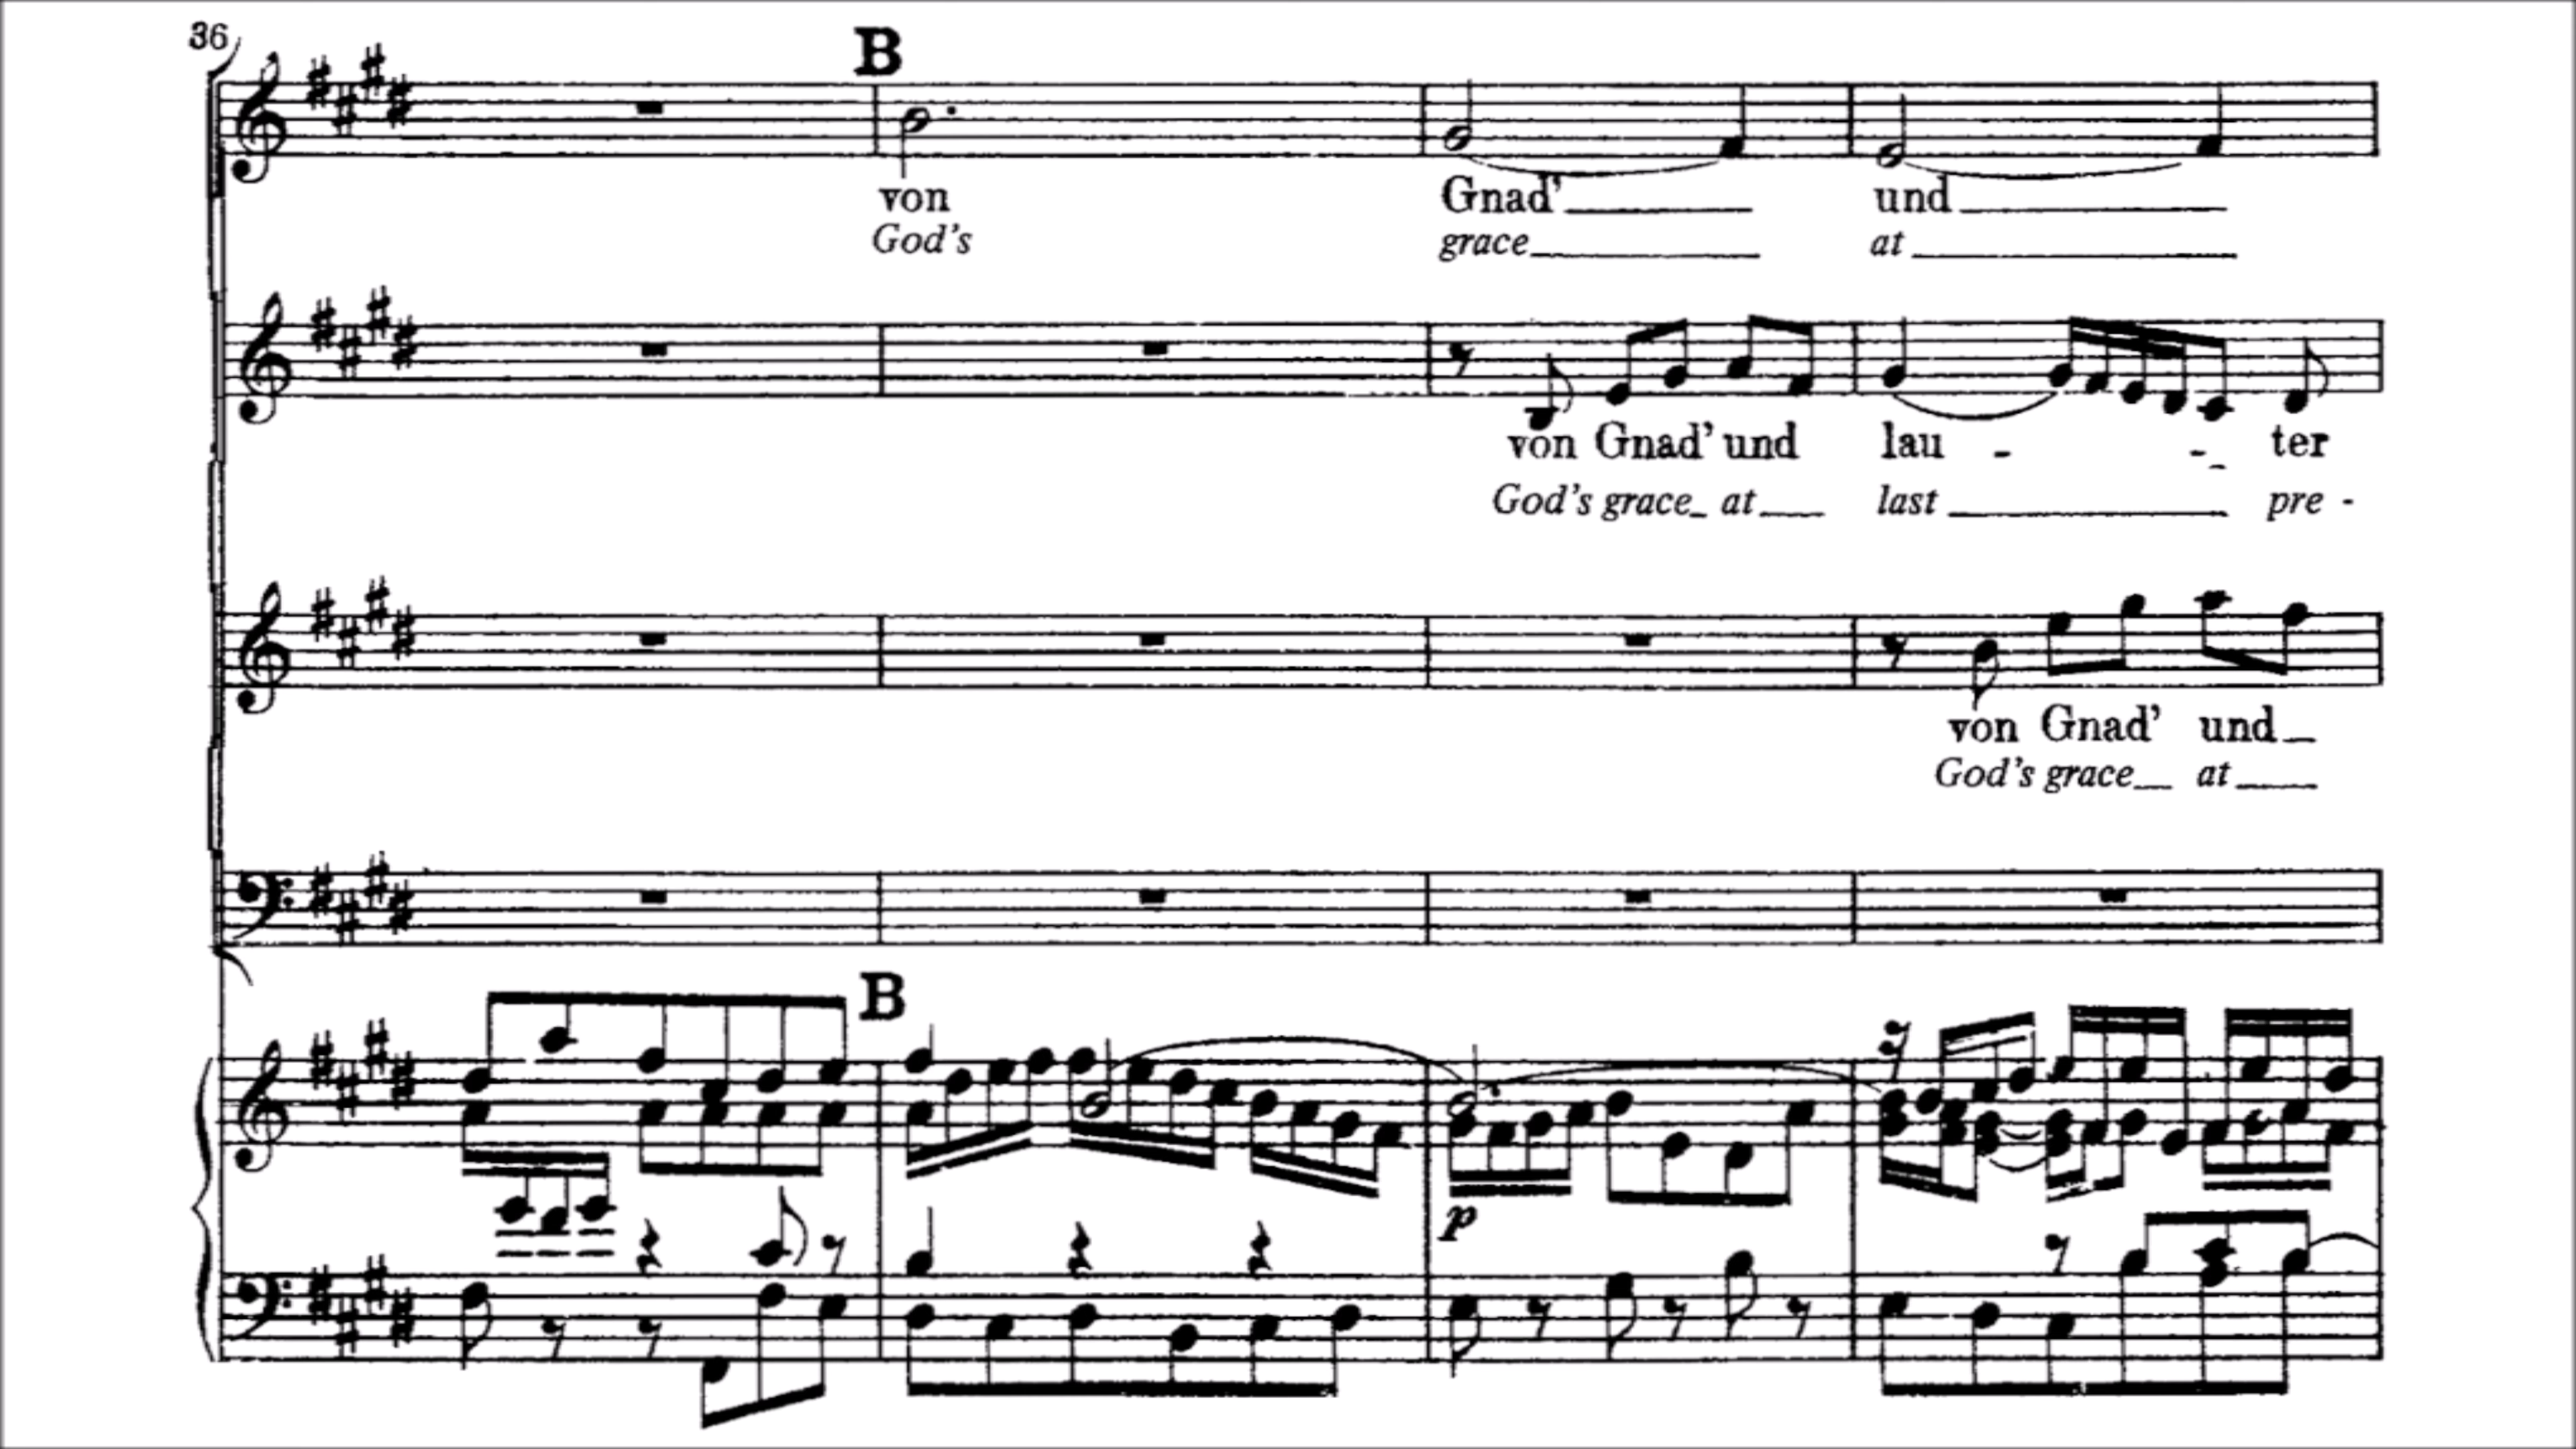 36
B
von Gnad' und
God's grace at
von Gnad' und lau - - ter
God's grace at last pre -
von Gnad' und
God's grace at
B
p